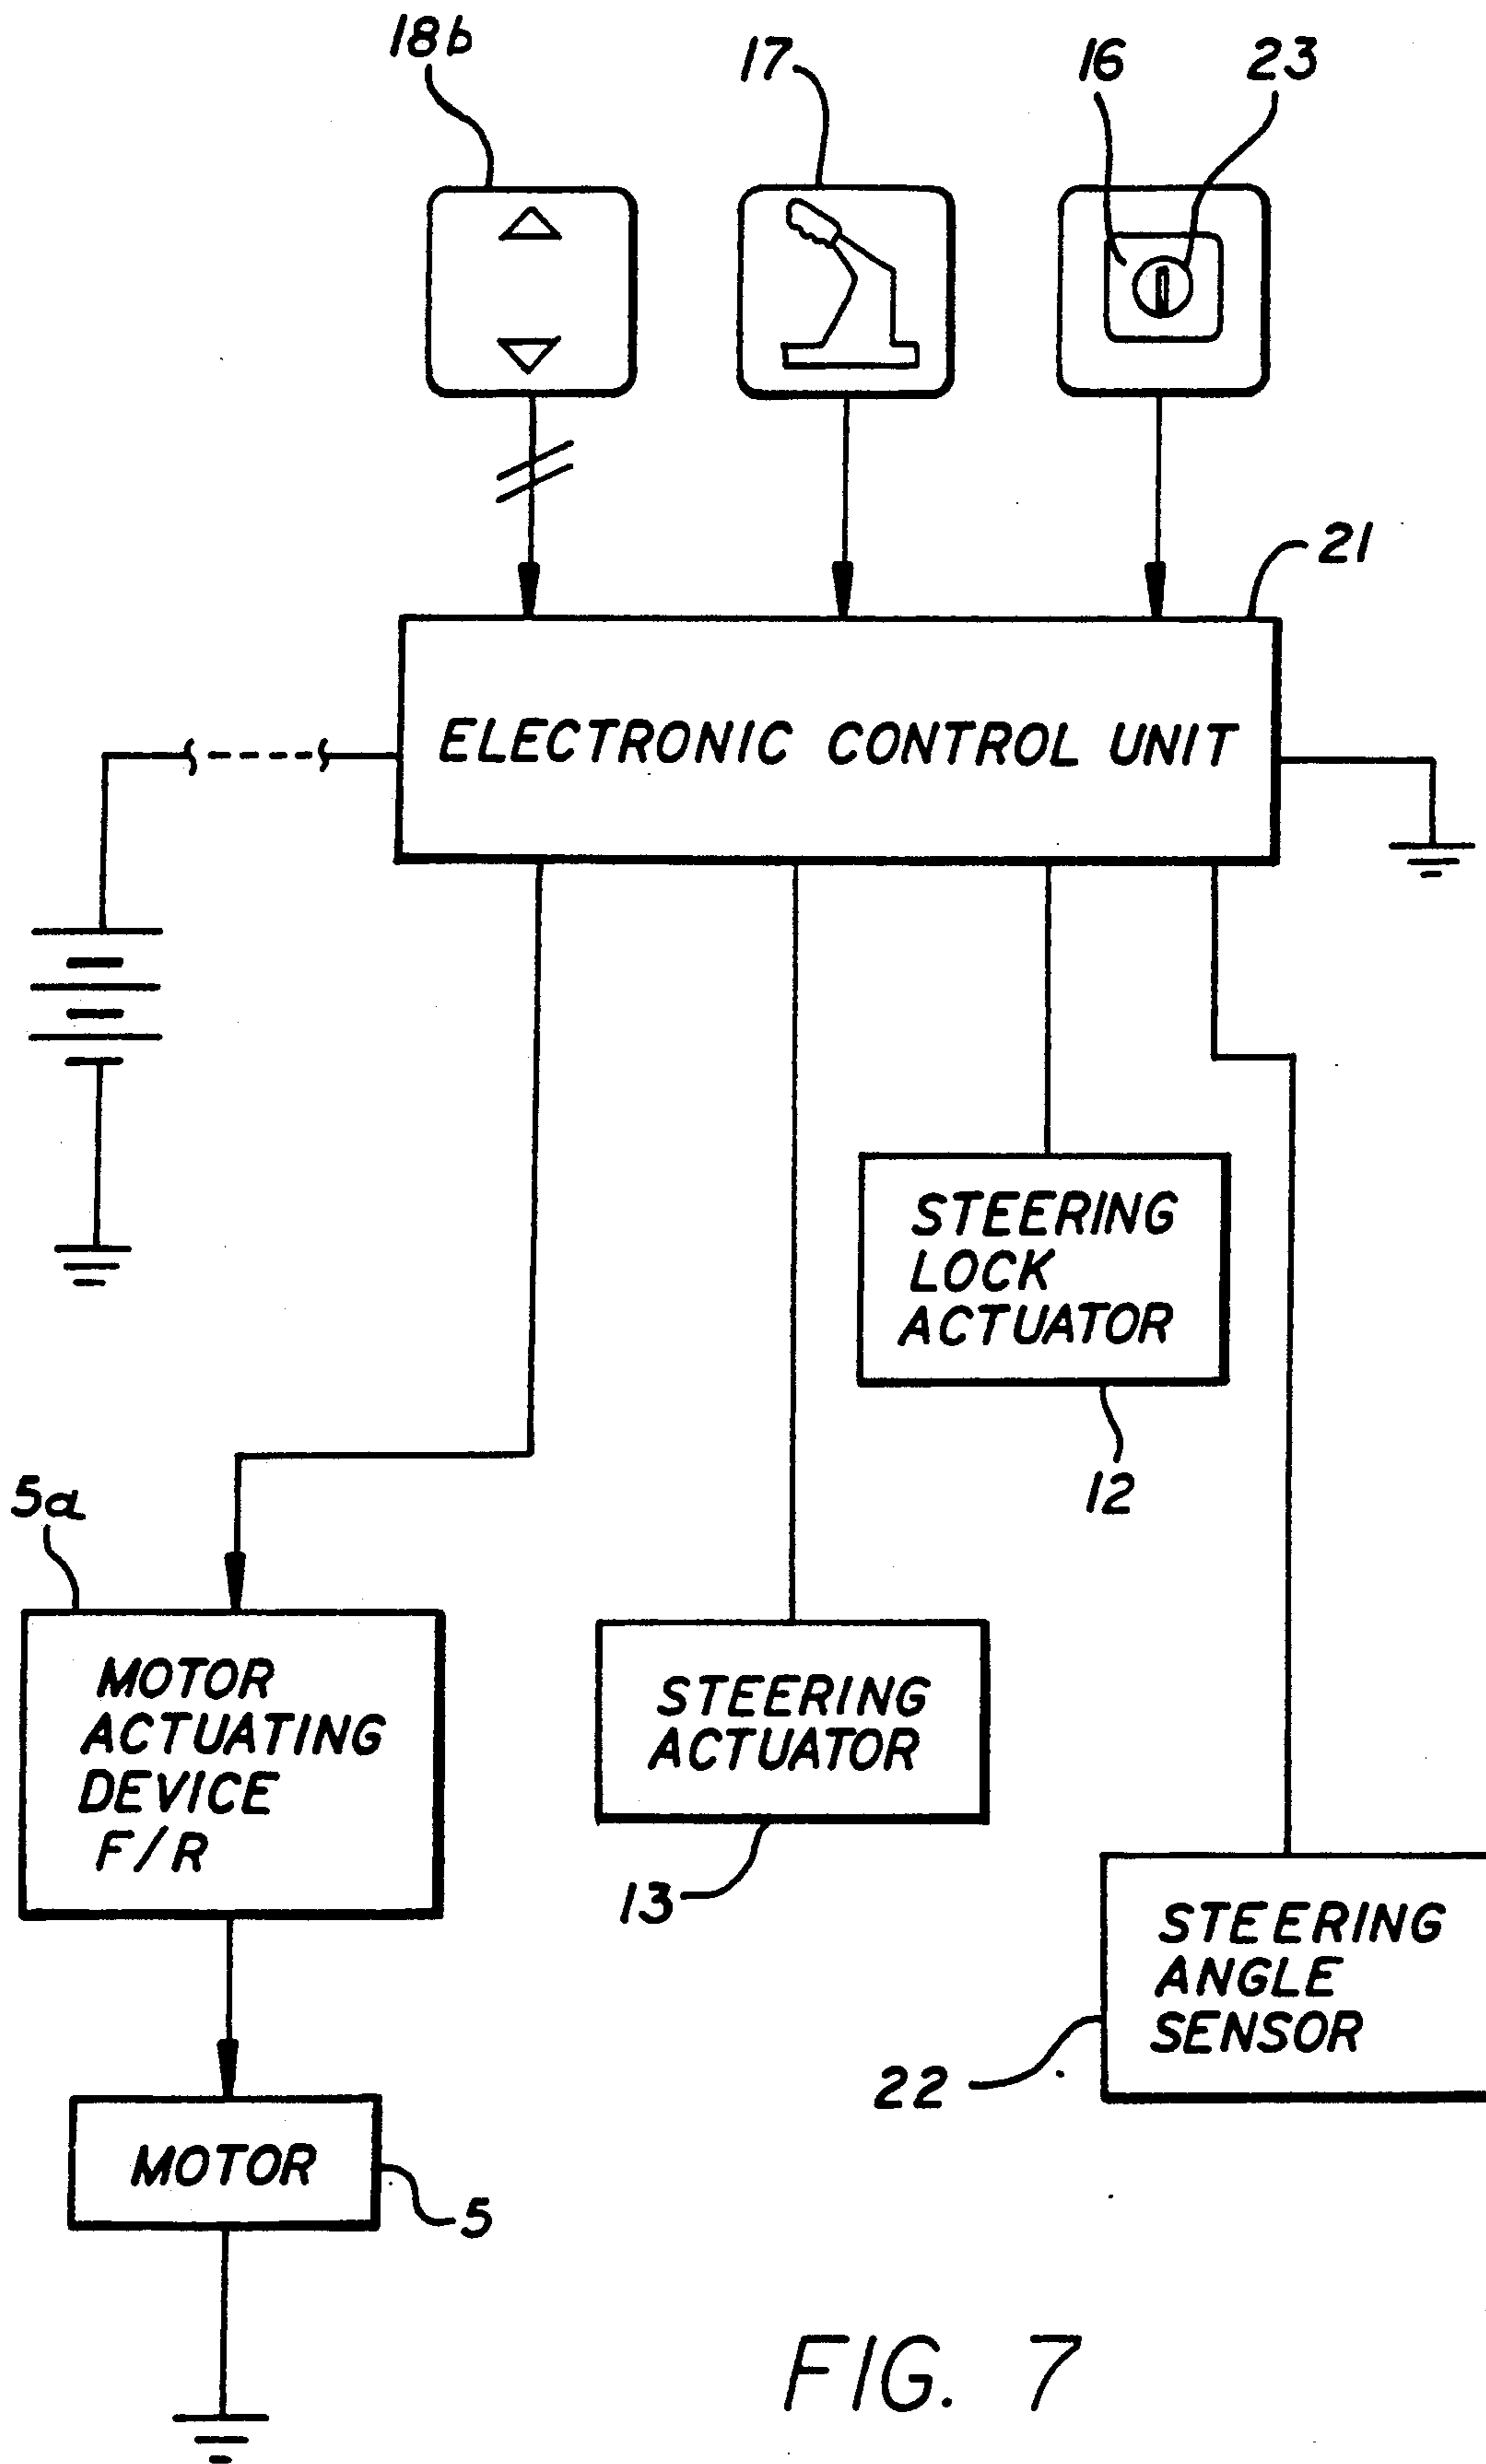 18b
17
16
23
21
ELECTRONIC CONTROL UNIT
STEERING
LOCK
ACTUATOR
12
5a
MOTOR
ACTUATING
DEVICE
F/R
STEERING
ACTUATOR
13
STEERING
ANGLE
SENSOR
22
MOTOR
5
FIG. 7